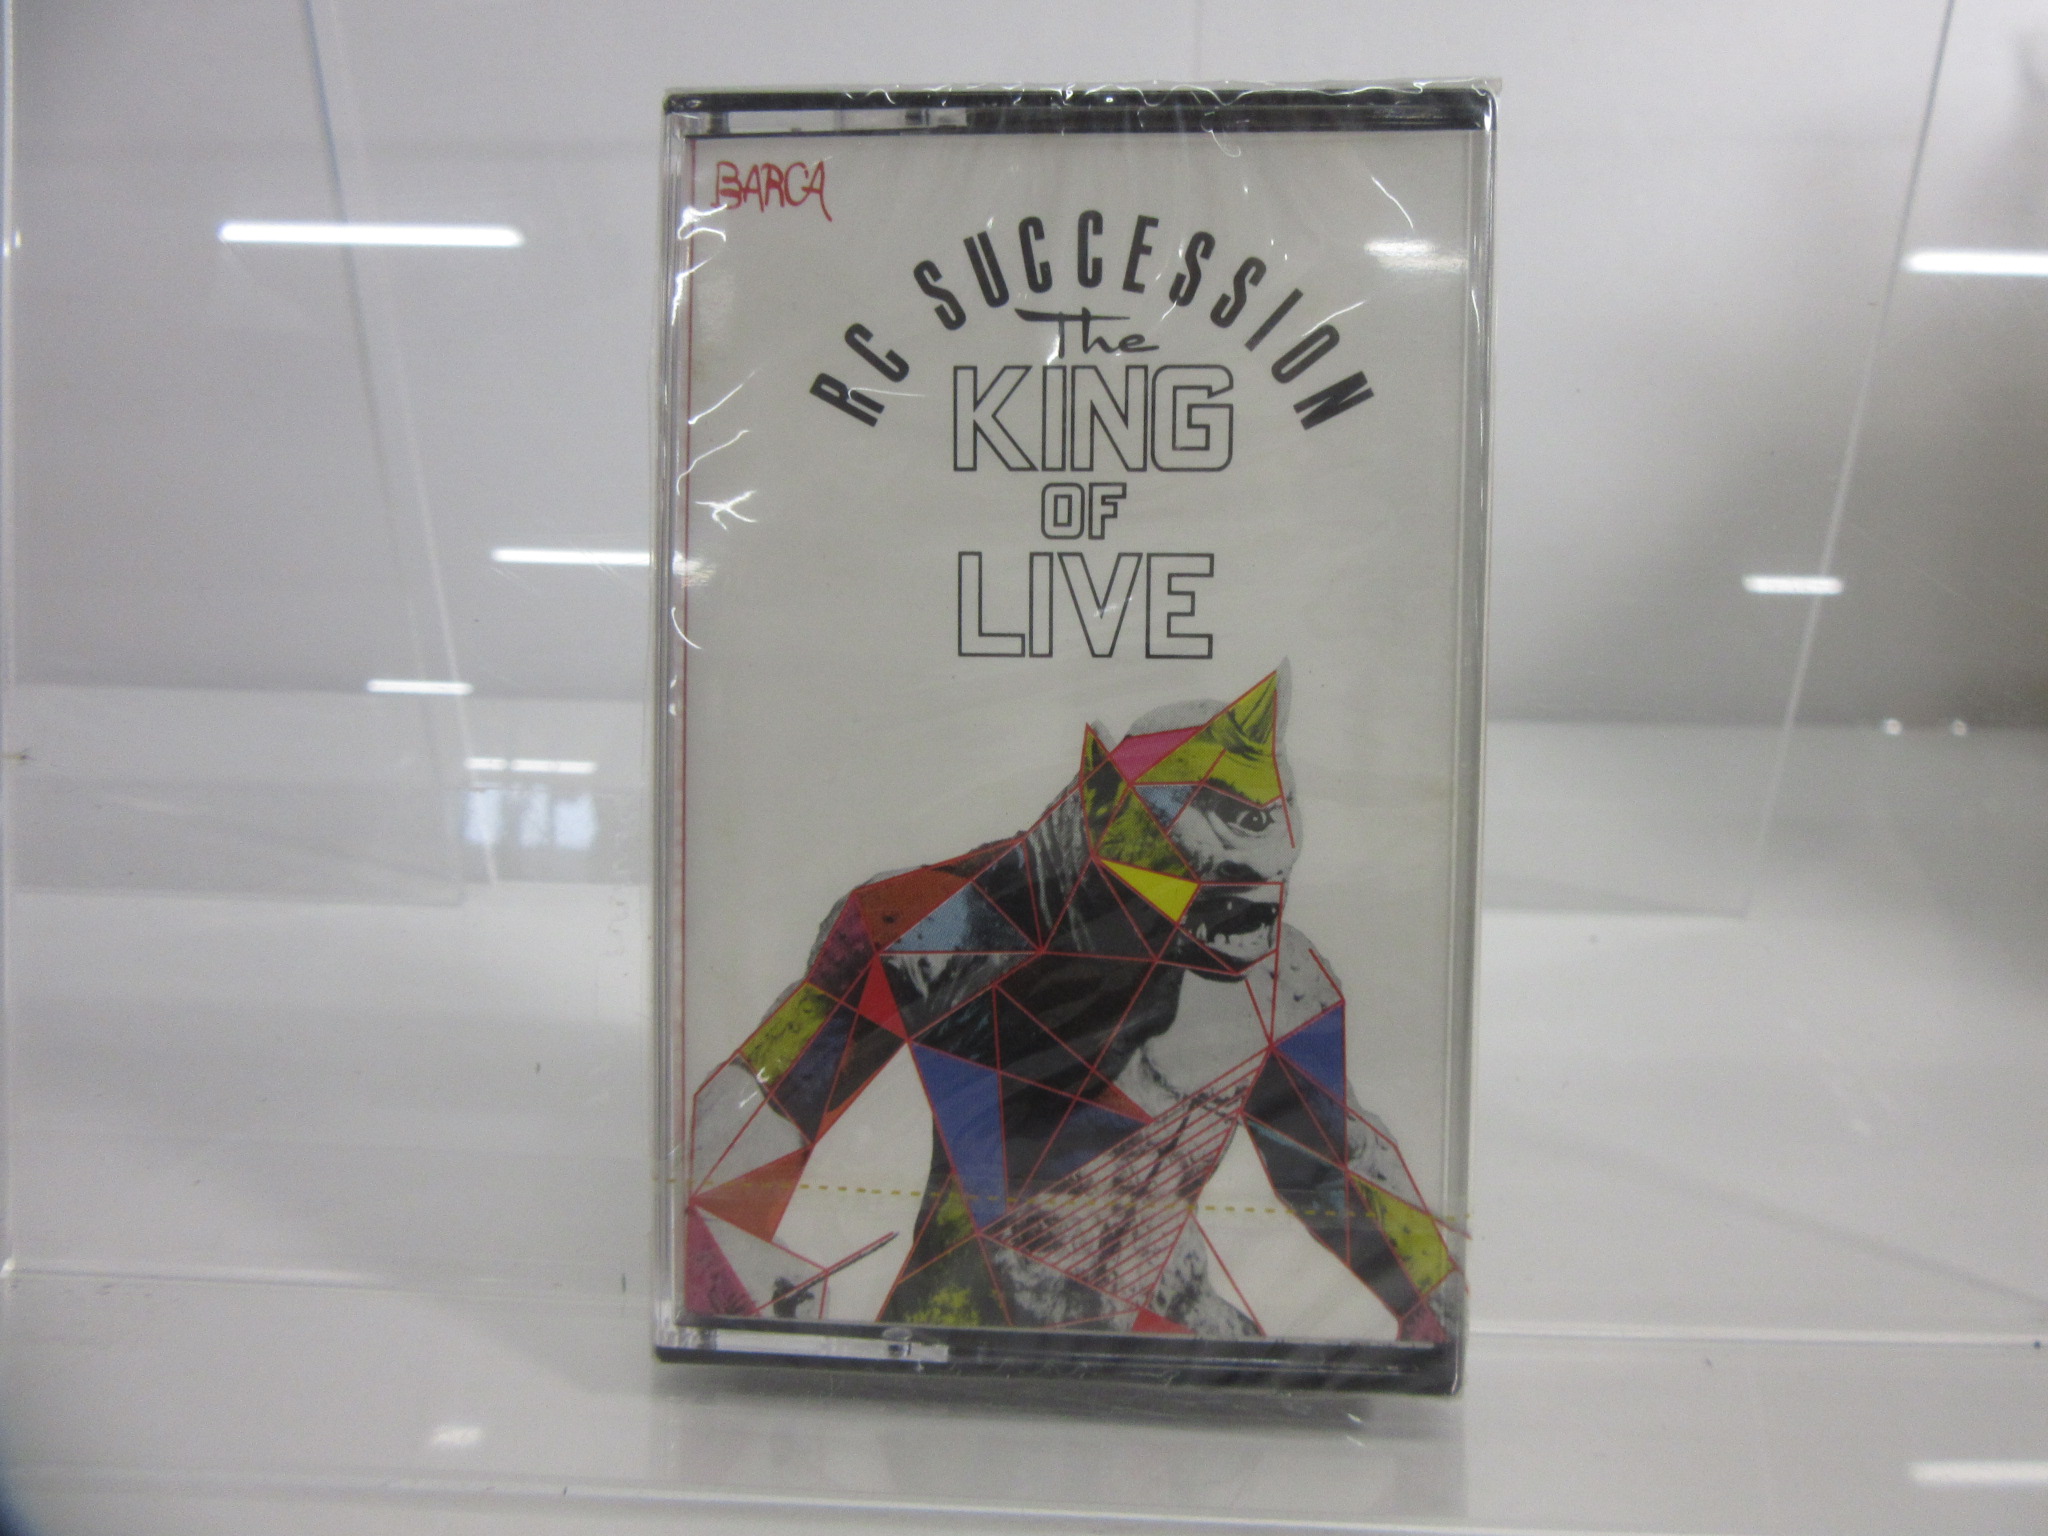 BARCA
RC SUCCESSION
The
KING
OF
LIVE